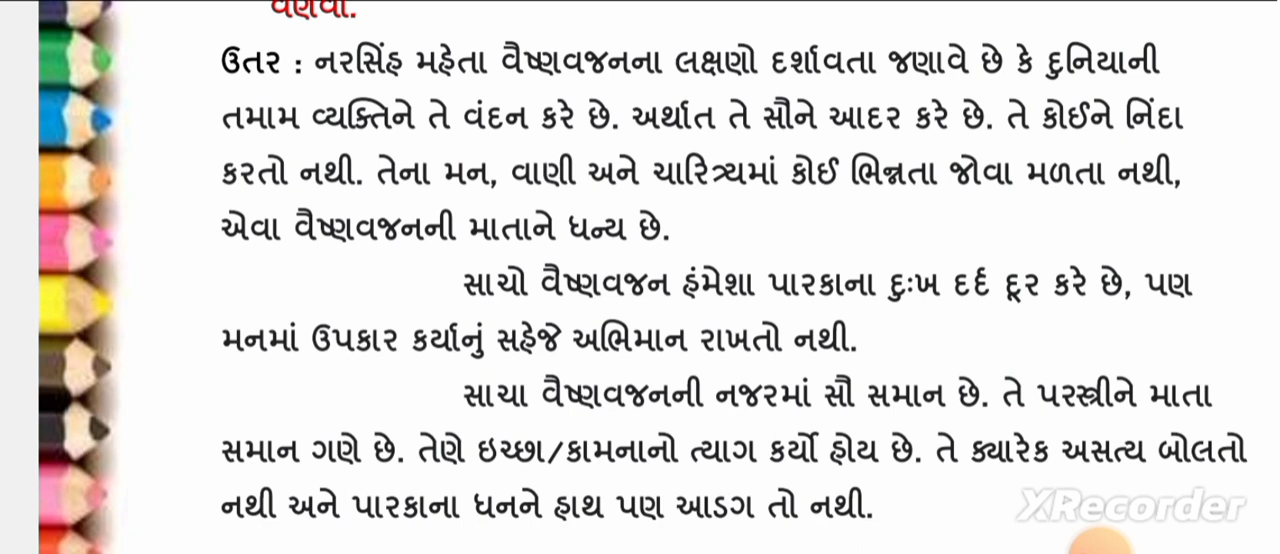 વર્ણવો.
ઉતર : નરસિંહ મહેતા વૈષ્ણવજનના લક્ષણો દર્શાવતા જણાવે છે કે દુનિયાની
તમામ વ્યક્તિને તે વંદન કરે છે. અર્થાત તે સૌને આદર કરે છે. તે કોઈને નિંદા
કરતો નથી. તેના મન, વાણી અને ચારિત્ર્યમાં કોઈ ભિન્નતા જોવા મળતા નથી,
એવા વૈષ્ણવજનની માતાને ધન્ય છે.
સાચો વૈષ્ણવજન હંમેશા પારકાના દુઃખ દર્દ દૂર કરે છે, પણ
મનમાં ઉપકાર કર્યાનું સહેજે અભિમાન રાખતો નથી.
સાચા વૈષ્ણવજનની નજરમાં સૌ સમાન છે. તે પરસ્ત્રીને માતા
સમાન ગણે છે. તેણે ઇચ્છા/કામનાનો ત્યાગ કર્યો હોય છે. તે ક્યારેક અસત્ય બોલતો
નથી અને પારકાના ધનને હાથ પણ આડગ તો નથી.
XRecorder